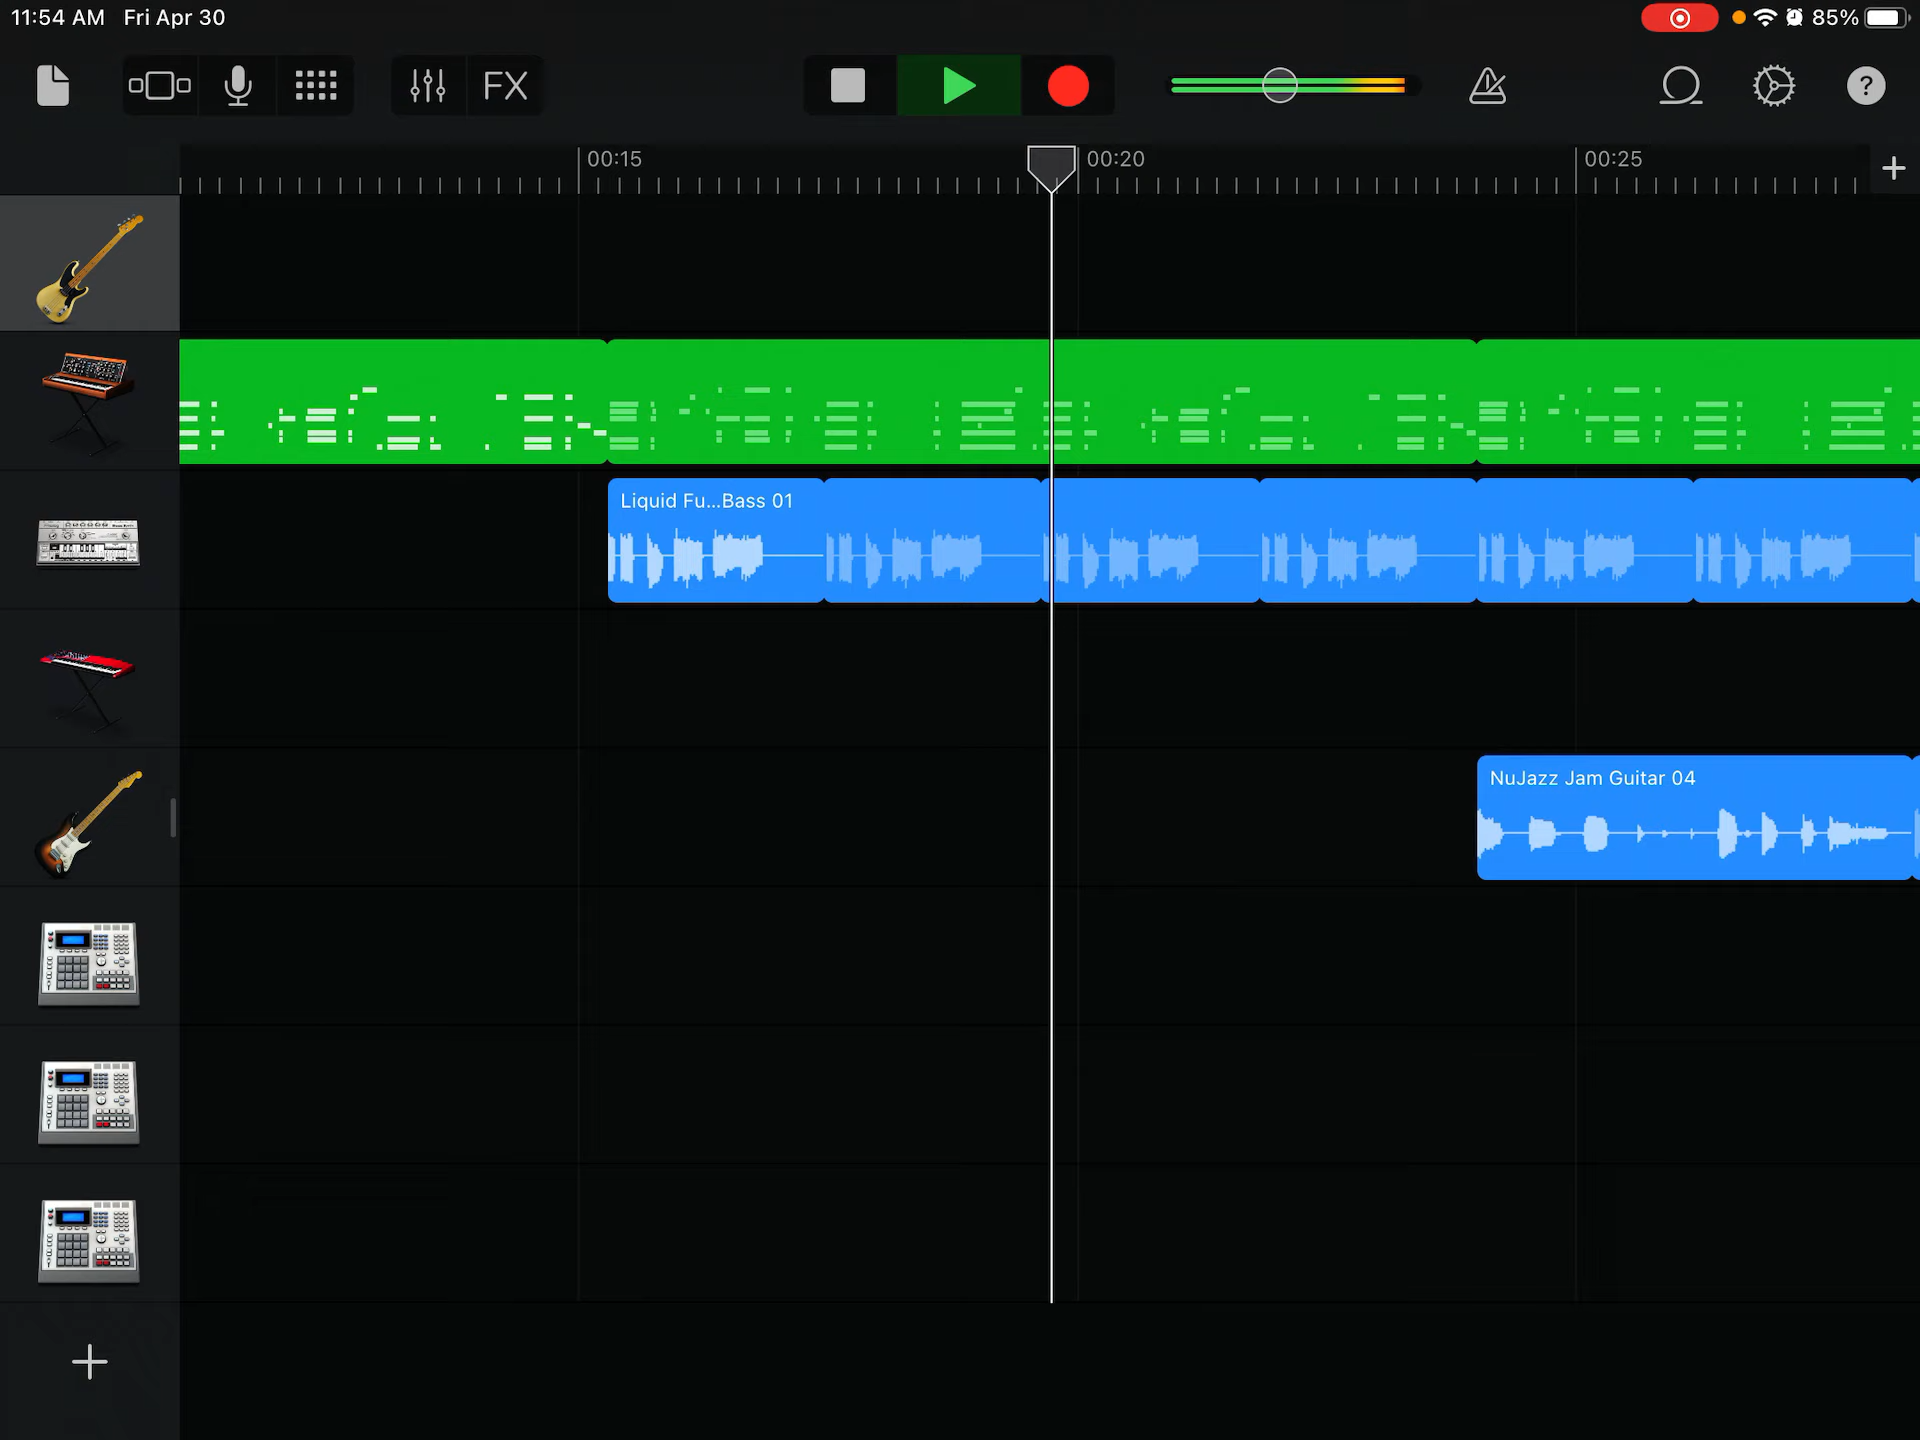 11:54 AM Fri Apr 30
85%
FX
?
00:15
00:20
00:25
Liquid Fu...Bass 01
NuJazz Jam Guitar 04